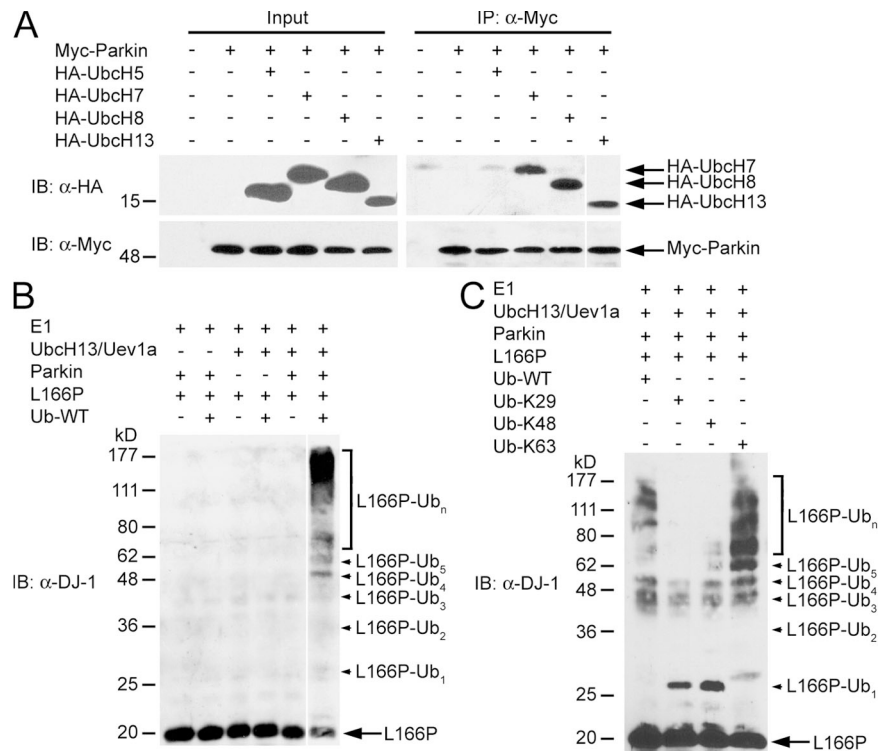 A
Input
IP: α-Myc
Myc-Parkin - + + + + + - + + + + +
HA-UbcH5 - - + - - - - - + - - -
HA-UbcH7 - - - + - - - - - + - -
HA-UbcH8 - - - - + - - - - - + -
HA-UbcH13 - - - - - + - - - - - +
IB: α-HA
15
HA-UbcH7
HA-UbcH8
HA-UbcH13
IB: α-Myc
48
Myc-Parkin
B
E1 + + + + + +
UbcH13/Uev1a - - + + + +
Parkin + + - - + +
L166P + + + + + +
Ub-WT - + - + - +
kD
177
111
80
62
48
36
25
20
IB: α-DJ-1
L166P-Ubn
L166P-Ub5
L166P-Ub4
L166P-Ub3
L166P-Ub2
L166P-Ub1
L166P
C
E1 + + + +
UbcH13/Uev1a + + + +
Parkin + + + +
L166P + + + +
Ub-WT + - - -
Ub-K29 - + - -
Ub-K48 - - + -
Ub-K63 - - - +
kD
177
111
80
62
48
36
25
20
IB: α-DJ-1
L166P-Ubn
L166P-Ub5
L166P-Ub4
L166P-Ub3
L166P-Ub2
L166P-Ub1
L166P